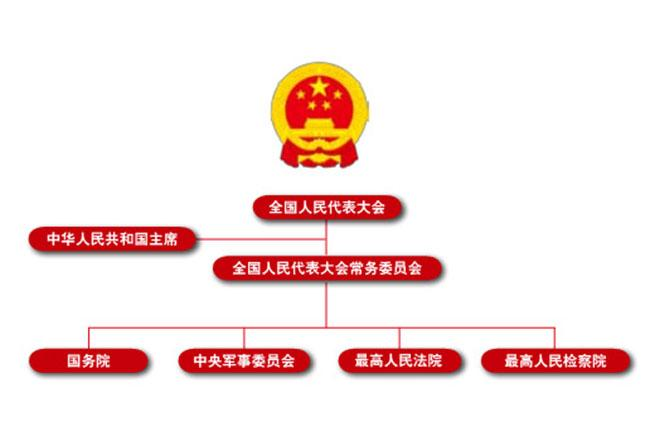 全国人民代表大会
中华人民共和国主席
全国人民代表大会常务委员会
国务院
中央军事委员会
最高人民法院
最高人民检察院